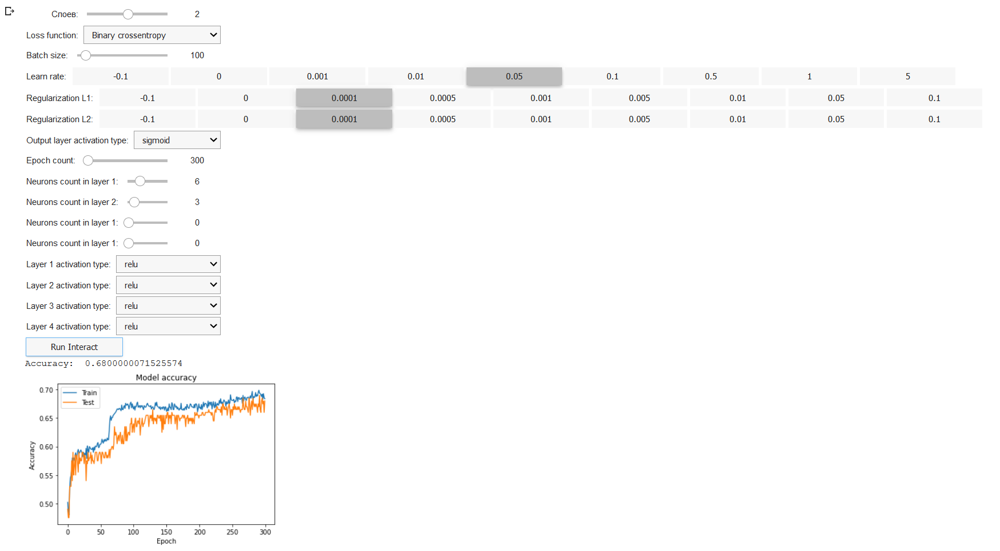 Слоев: 2
Loss function: Binary crossentropy
Batch size: 100
Learn rate: -0.1 0 0.001 0.01 0.05 0.1 0.5 1 5
Regularization L1: -0.1 0 0.0001 0.0005 0.001 0.005 0.01 0.05 0.1
Regularization L2: -0.1 0 0.0001 0.0005 0.001 0.005 0.01 0.05 0.1
Output layer activation type: sigmoid
Epoch count: 300
Neurons count in layer 1: 6
Neurons count in layer 2: 3
Neurons count in layer 1: 0
Neurons count in layer 1: 0
Layer 1 activation type: relu
Layer 2 activation type: relu
Layer 3 activation type: relu
Layer 4 activation type: relu
Run Interact
Accuracy: 0.6800000071525574
Model accuracy
Train
Test
0.70
0.65
0.60
0.55
0.50
Accuracy
0 50 100 150 200 250 300
Epoch